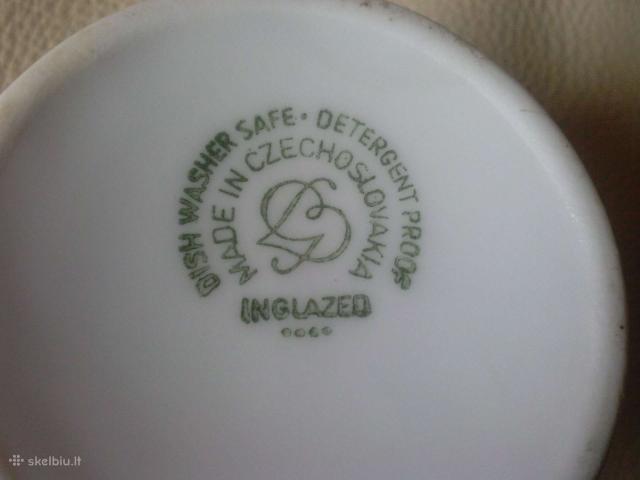 DISH WASHER SAFE • DETERGENT PROOF
MADE IN CZECHOSLOVAKIA
INGLAZED
skelbiu.lt